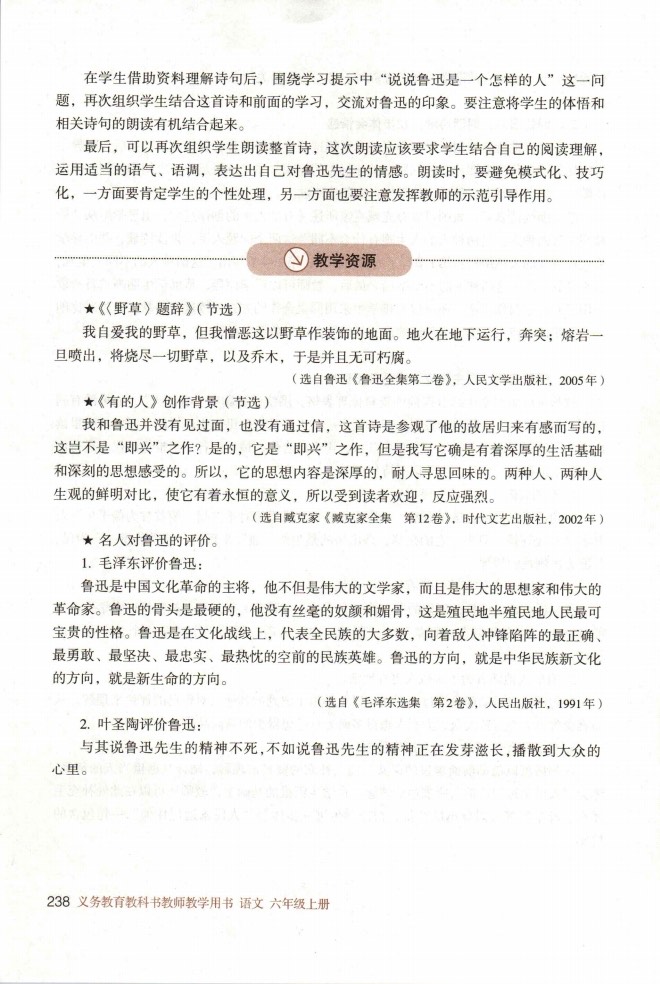 在学生借助资料理解诗句后，围绕学习提示中“说说鲁迅是一个怎样的人”这一问
题，再次组织学生结合这首诗和前面的学习，交流对鲁迅的印象。要注意将学生的体悟和
相关诗句的朗读有机结合起来。
最后，可以再次组织学生朗读整首诗，这次朗读应该要求学生结合自己的阅读理解，
运用适当的语气、语调，表达出自己对鲁迅先生的情感。朗读时，要避免模式化、技巧
化，一方面要肯定学生的个性处理，另一方面也要注意发挥教师的示范引导作用。
教学资源
★《〈野草〉题辞》（节选）
我自爱我的野草，但我憎恶这以野草作装饰的地面。地火在地下运行，奔突；熔岩一
旦喷出，将烧尽一切野草，以及乔木，于是并且无可朽腐。
（选自鲁迅《鲁迅全集第二卷》，人民文学出版社，2005年）
★《有的人》创作背景（节选）
我和鲁迅并没有见过面，也没有通过信，这首诗是参观了他的故居归来有感而写的，
这岂不是“即兴”之作？是的，它是“即兴”之作，但是我写它确是有着深厚的生活基础
和深刻的思想感受的。所以，它的思想内容是深厚的，耐人寻思回味的。两种人、两种人
生观的鲜明对比，使它有着永恒的意义，所以受到读者欢迎，反应强烈。
（选自臧克家《臧克家全集　第12卷》，时代文艺出版社，2002年）
★ 名人对鲁迅的评价。
1. 毛泽东评价鲁迅：
鲁迅是中国文化革命的主将，他不但是伟大的文学家，而且是伟大的思想家和伟大的
革命家。鲁迅的骨头是最硬的，他没有丝毫的奴颜和媚骨，这是殖民地半殖民地人民最可
宝贵的性格。鲁迅是在文化战线上，代表全民族的大多数，向着敌人冲锋陷阵的最正确、
最勇敢、最坚决、最忠实、最热忱的空前的民族英雄。鲁迅的方向，就是中华民族新文化
的方向，就是新生命的方向。
（选自《毛泽东选集　第2卷》，人民出版社，1991年）
2. 叶圣陶评价鲁迅：
与其说鲁迅先生的精神不死，不如说鲁迅先生的精神正在发芽滋长，播散到大众的
心里。
238 义务教育教科书教师教学用书 语文 六年级上册